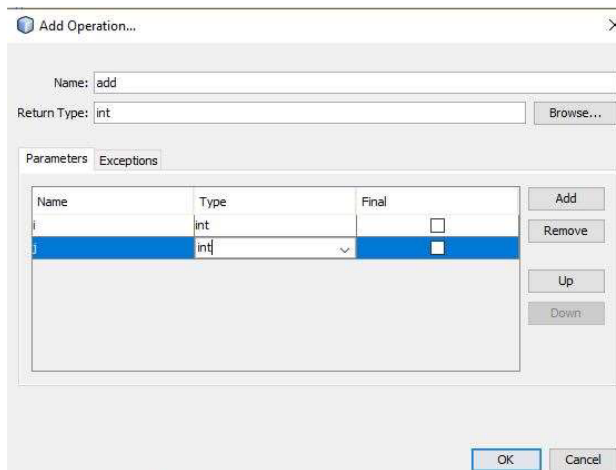 Add Operation...
Name: add
Return Type: int Browse...
Parameters Exceptions
Name Type Final Add
i int Remove
j int
Up
Down
OK Cancel